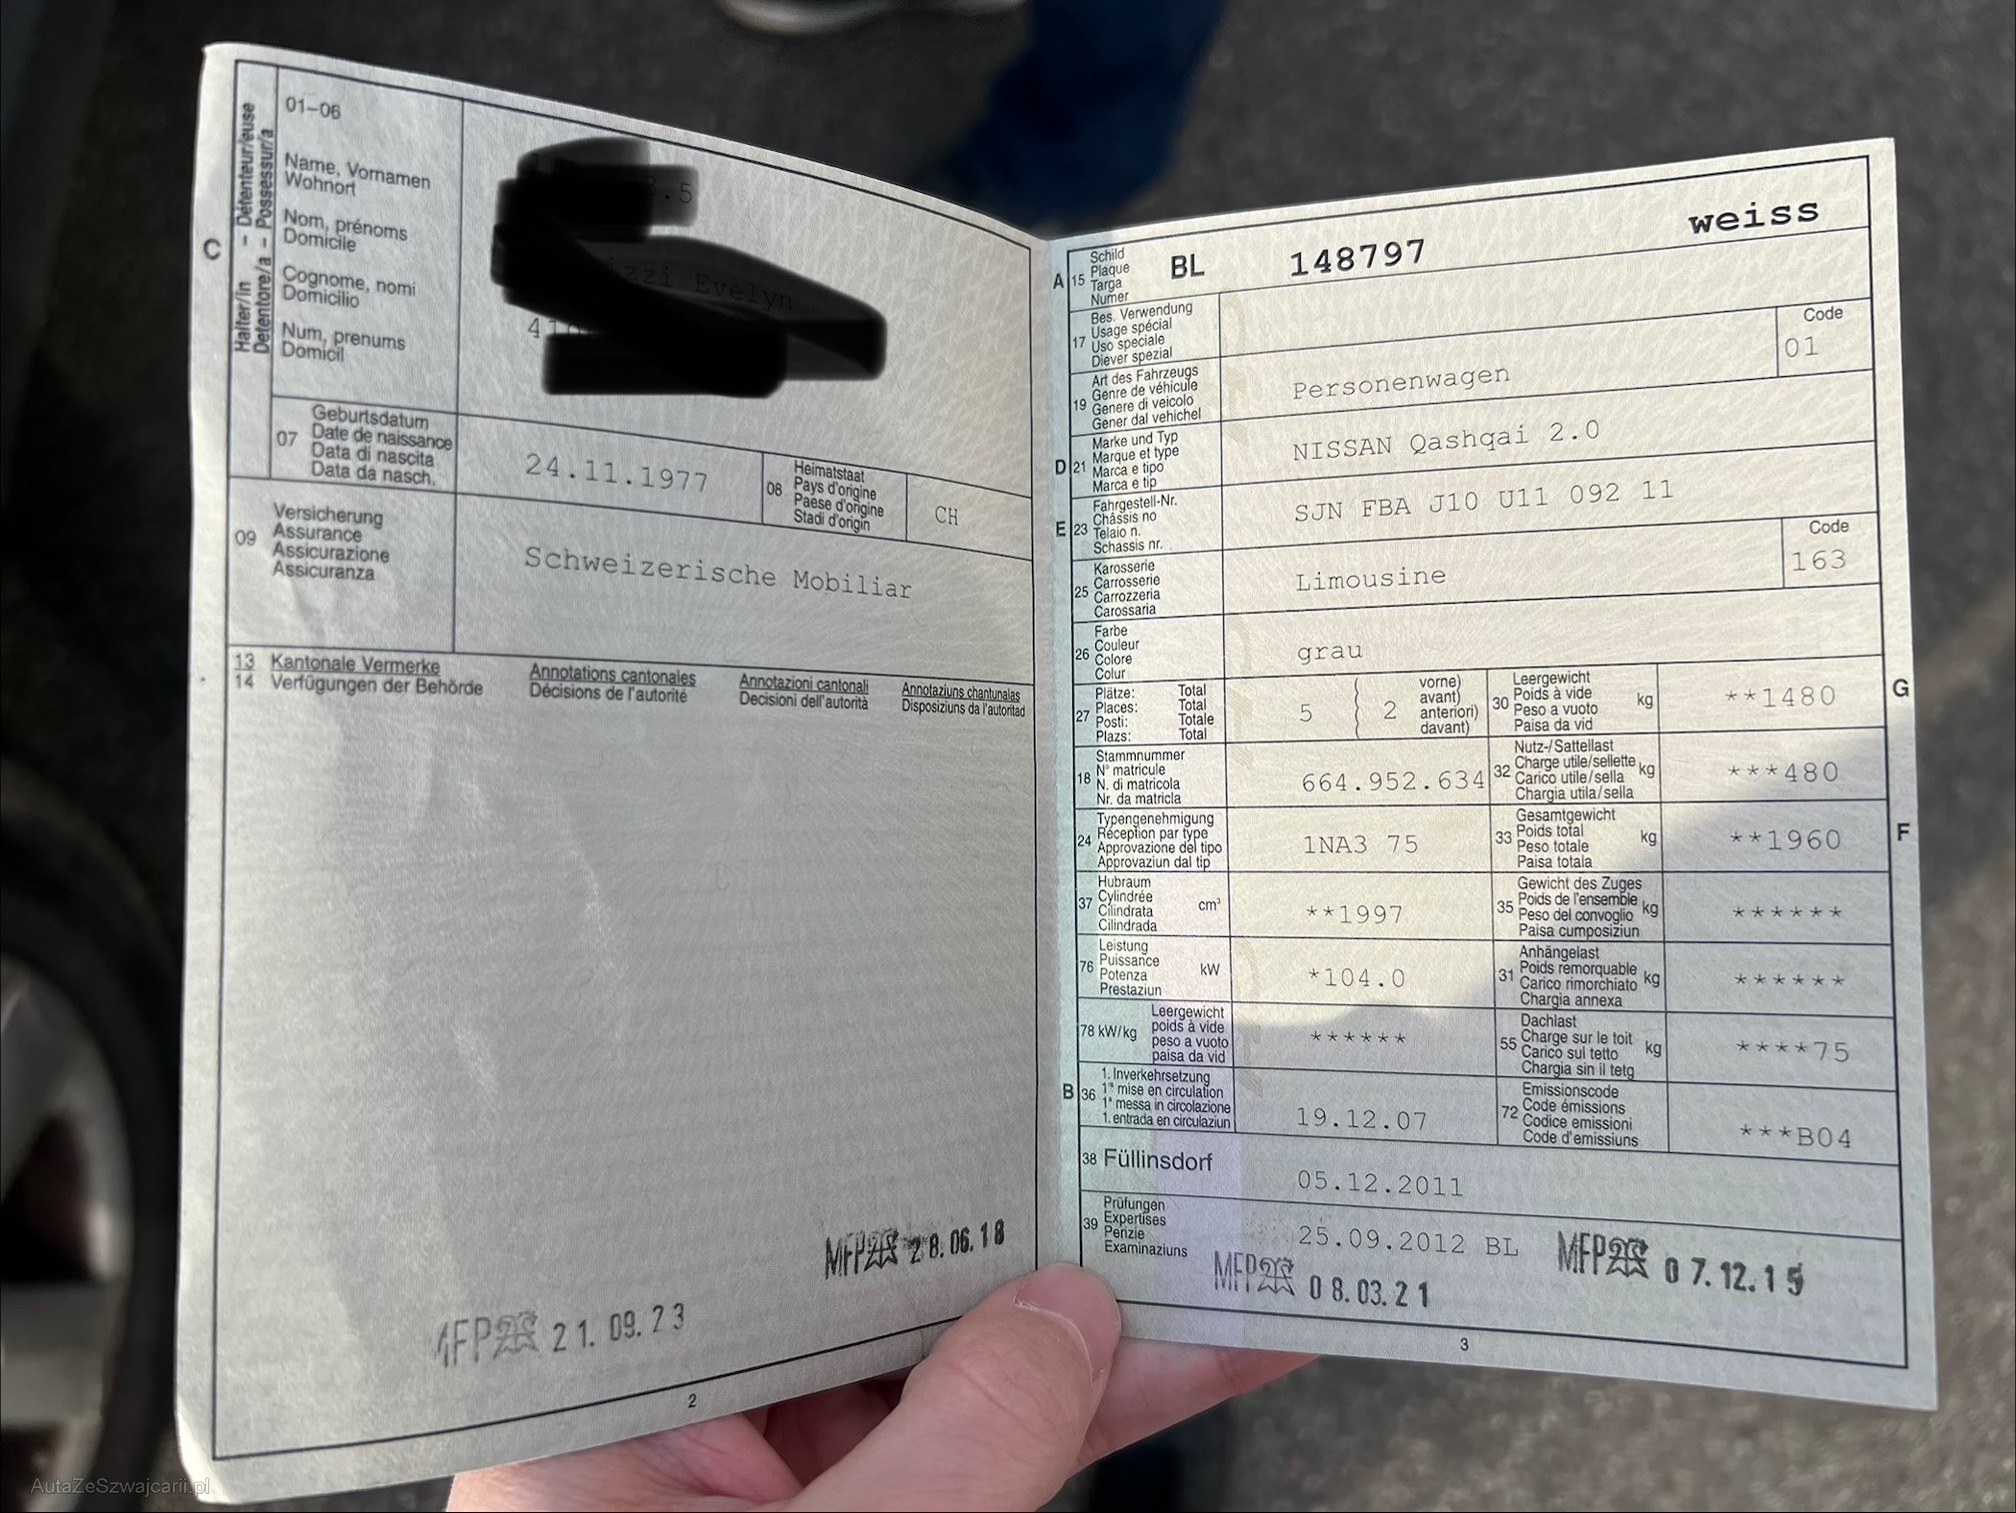 C
Halter/in – Détenteur/euse
Detentore/a – Possessur/a
01–06
Name, Vornamen
Wohnort
Nom, prénoms
Domicile
Cognome, nomi
Domicilio
Num, prenums
Domicil
07
Geburtsdatum
Date de naissance
Data di nascita
Data da nasch.
24.11.1977
08
Heimatstaat
Pays d'origine
Paese d'origine
Stadi d'origin
CH
09
Versicherung
Assurance
Assicurazione
Assicuranza
Schweizerische Mobiliar
13 Kantonale Vermerke Annotations cantonales Annotazioni cantonali Annotaziuns chantunalas
14 Verfügungen der Behörde Décisions de l'autorité Decisioni dell'autorità Disposiziuns da l'autoritad
MFP 28.06.18
MFP 21.09.23
2
A 15
Schild
Plaque
Targa
Numer
BL 148797 weiss
17
Bes. Verwendung
Usage spécial
Uso speciale
Diever spezial
19
Art des Fahrzeugs
Genre de véhicule
Genere di veicolo
Gener dal vehichel
Personenwagen
Code
01
D 21
Marke und Typ
Marque et type
Marca e tipo
Marca e tip
NISSAN Qashqai 2.0
E 23
Fahrgestell-Nr.
Châssis no
Telaio n.
Schassis nr.
SJN FBA J10 U11 092 11
25
Karosserie
Carrosserie
Carrozzeria
Carossaria
Limousine
Code
163
26
Farbe
Couleur
Colore
Colur
grau
27
Plätze: Total
Places: Total
Posti: Totale
Plazs: Total
5 2
vorne)
avant)
anteriori)
davant)
30
Leergewicht
Poids à vide
Peso a vuoto
Paisa da vid
kg
**1480
G
18
Stammnummer
N° matricule
N. di matricola
Nr. da matricla
664.952.634
32
Nutz-/Sattellast
Charge utile/sellette
Carico utile/sella
Chargia utila/sella
kg
***480
24
Typengenehmigung
Réception par type
Approvazione del tipo
Approvaziun dal tip
1NA3 75
33
Gesamtgewicht
Poids total
Peso totale
Paisa totala
kg
**1960
F
37
Hubraum
Cylindrée
Cilindrata
Cilindrada
cm³
**1997
35
Gewicht des Zuges
Poids de l'ensemble
Peso del convoglio
Paisa cumposiziun
kg
******
76
Leistung
Puissance
Potenza
Prestaziun
kW
*104.0
31
Anhängelast
Poids remorquable
Carico rimorchiato
Chargia annexa
kg
******
78 kW/kg
Leergewicht
poids à vide
peso a vuoto
paisa da vid
******
55
Dachlast
Charge sur le toit
Carico sul tetto
Chargia sin il tetg
kg
****75
B 36
1. Inverkehrsetzung
1re mise en circulation
1a messa in circolazione
1. entrada en circulaziun
19.12.07
72
Emissionscode
Code émissions
Codice emissioni
Code d'emissiuns
***B04
38 Füllinsdorf
05.12.2011
39
Prüfungen
Expertises
Perizie
Examinaziuns
25.09.2012 BL
MFP 07.12.15
MFP 08.03.21
3
AutaZeSzwajcarii.pl